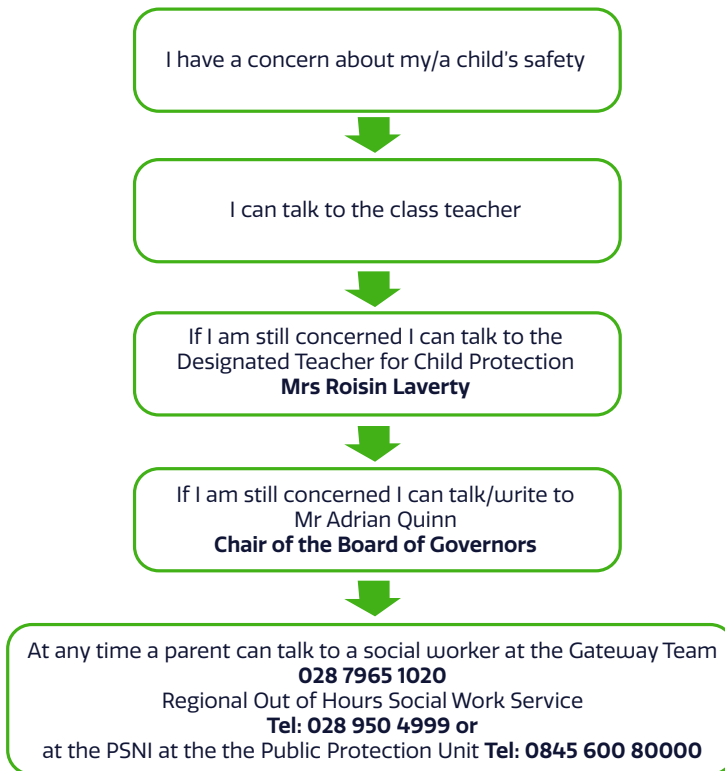 I have a concern about my/a child's safety
I can talk to the class teacher
If I am still concerned I can talk to the
Designated Teacher for Child Protection
Mrs Roisin Laverty
If I am still concerned I can talk/write to
Mr Adrian Quinn
Chair of the Board of Governors
At any time a parent can talk to a social worker at the Gateway Team
028 7965 1020
Regional Out of Hours Social Work Service
Tel: 028 950 4999 or
at the PSNI at the the Public Protection Unit Tel: 0845 600 80000